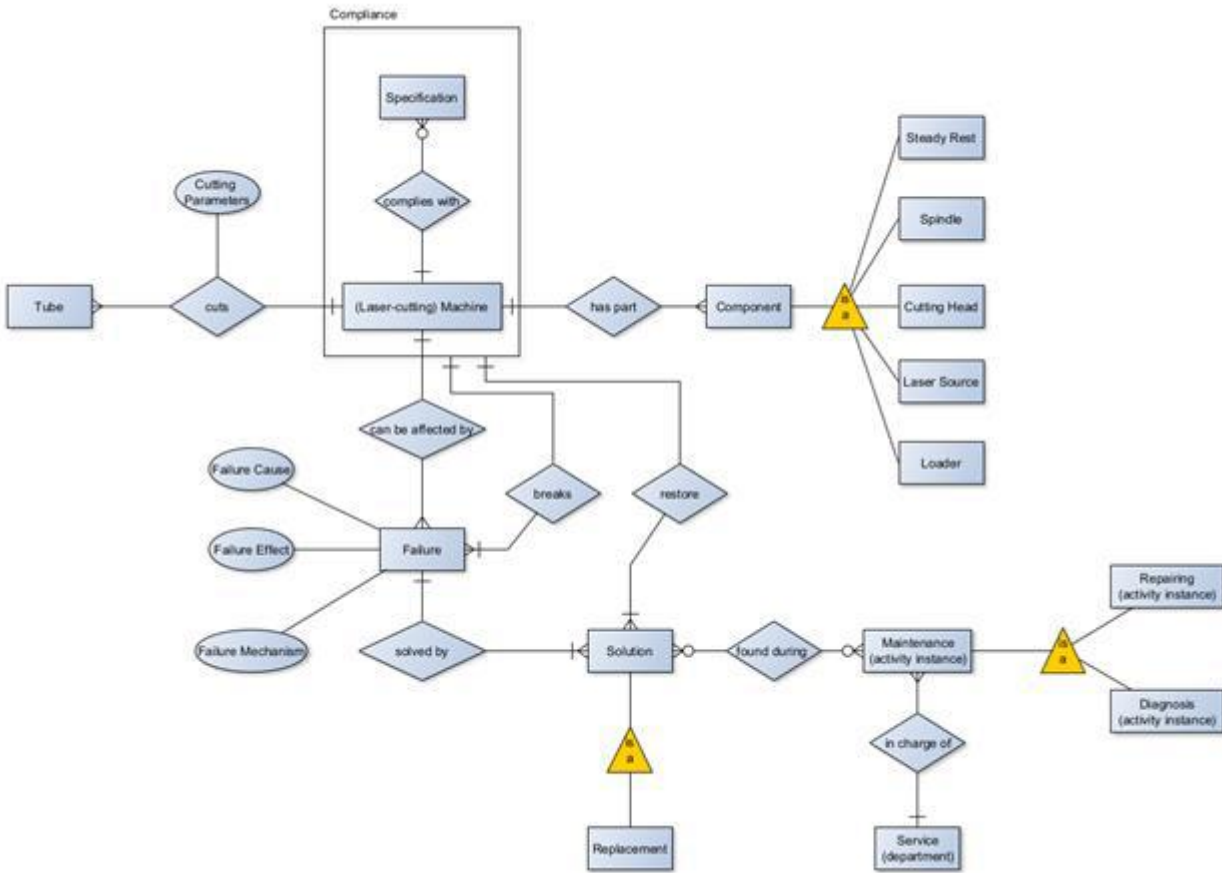 Compliance
Specification
Steady Rest
Cutting
Parameters
complies with
Spindle
Tube
cuts
(Laser-cutting) Machine
has part
Component
is
a
Cutting Head
Laser Source
can be affected by
Loader
Failure Cause
breaks
restore
Failure
Failure Effect
Repairing
(activity instance)
Failure Mechanism
solved by
Solution
found during
Maintenance
(activity instance)
is
a
Diagnosis
(activity instance)
is
a
in charge of
Replacement
Service
(department)